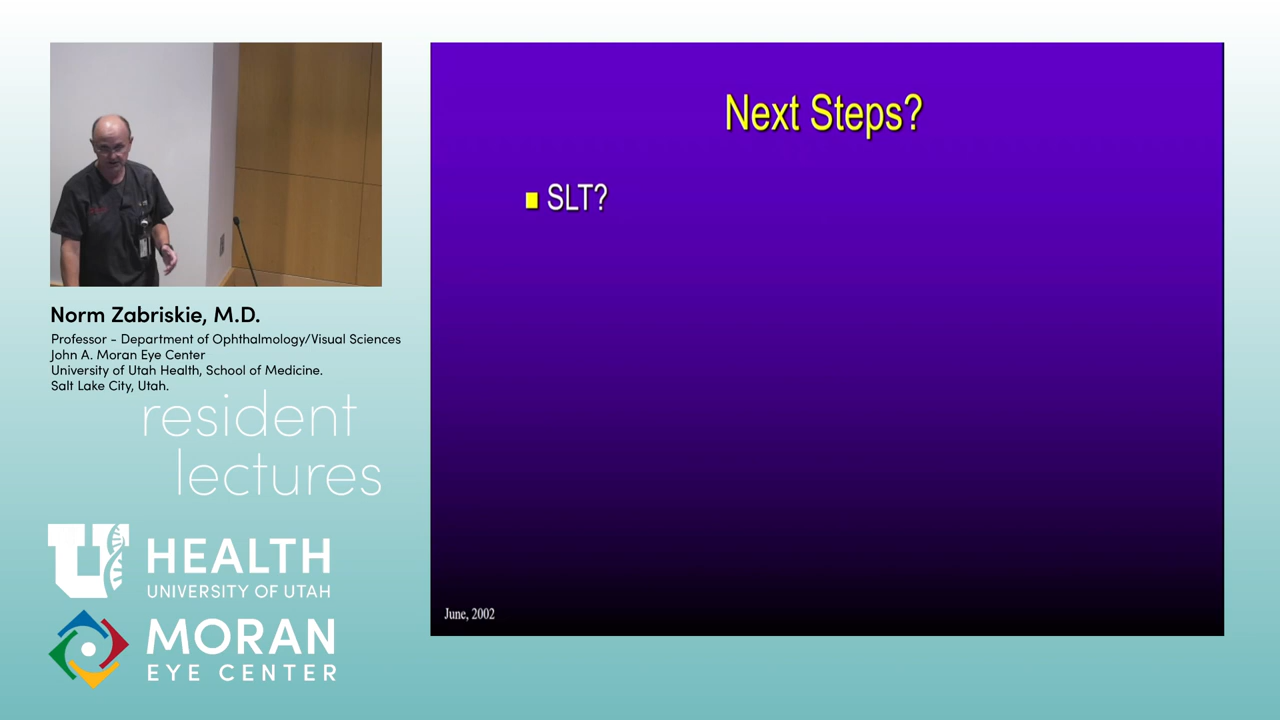 Norm Zabriskie, M.D.
Professor - Department of Ophthalmology/Visual Sciences
John A. Moran Eye Center
University of Utah Health, School of Medicine.
Salt Lake City, Utah.
resident
lectures
U HEALTH
UNIVERSITY OF UTAH
MORAN
EYE CENTER
Next Steps?
SLT?
June, 2002